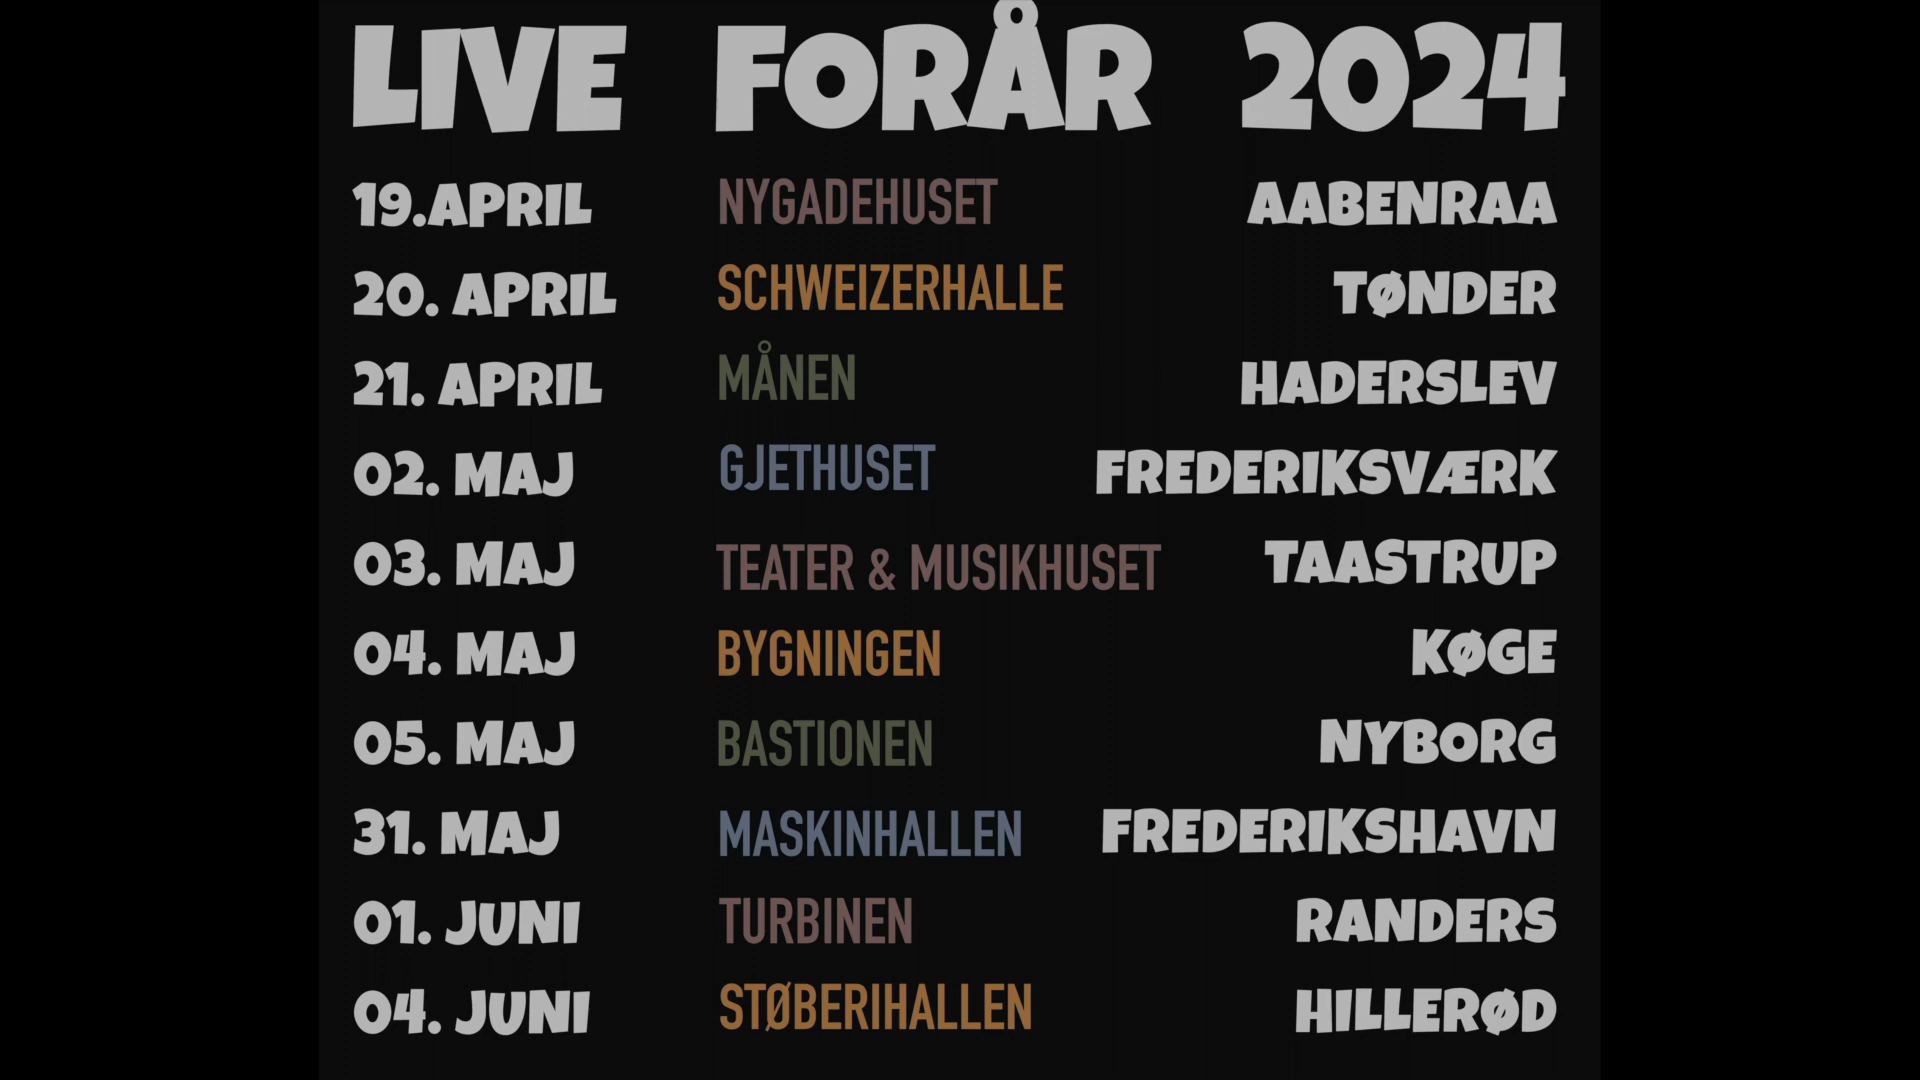 LIVE FORÅR 2024
19.APRIL NYGADEHUSET AABENRAA
20. APRIL SCHWEIZERHALLE TØNDER
21. APRIL MÅNEN HADERSLEV
02. MAJ GJETHUSET FREDERIKSVÆRK
03. MAJ TEATER & MUSIKHUSET TAASTRUP
04. MAJ BYGNINGEN KØGE
05. MAJ BASTIONEN NYBORG
31. MAJ MASKINHALLEN FREDERIKSHAVN
01. JUNI TURBINEN RANDERS
04. JUNI STØBERIHALLEN HILLERØD